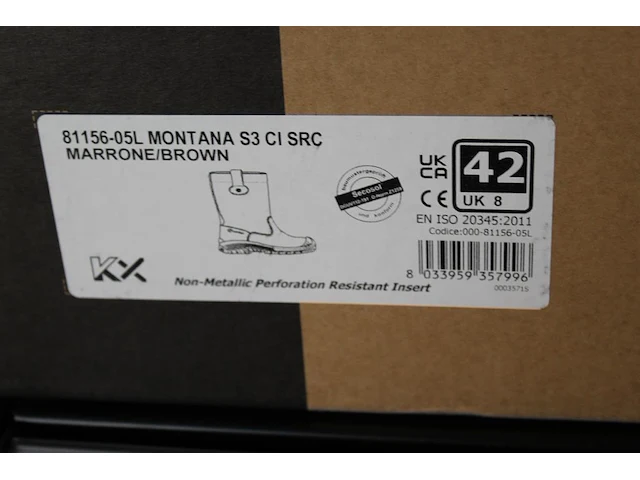 81156-05L MONTANA S3 CI SRC
MARRONE/BROWN
Secosol
UK CA
CE
42
UK 8
EN ISO 20345:2011
Codice:000-81156-05L
8 033959 357996
00035715
KX
Non-Metallic Perforation Resistant Insert